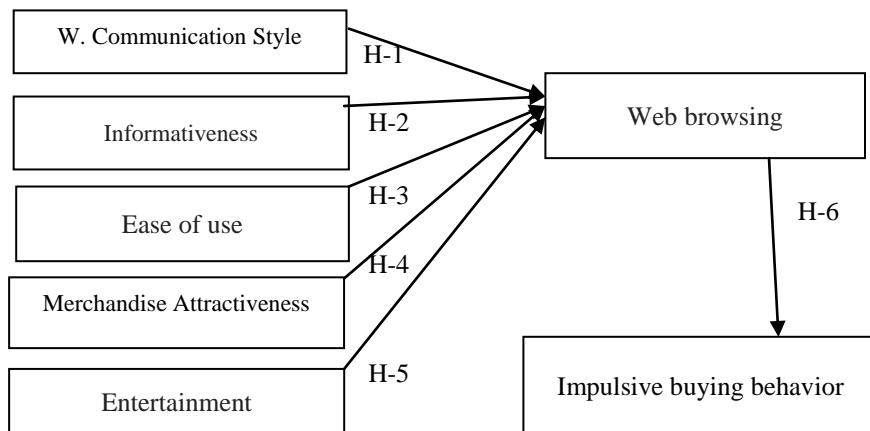 W. Communication Style
H-1
Informativeness
H-2
Web browsing
Ease of use
H-3
H-6
Merchandise Attractiveness
H-4
Entertainment
H-5
Impulsive buying behavior